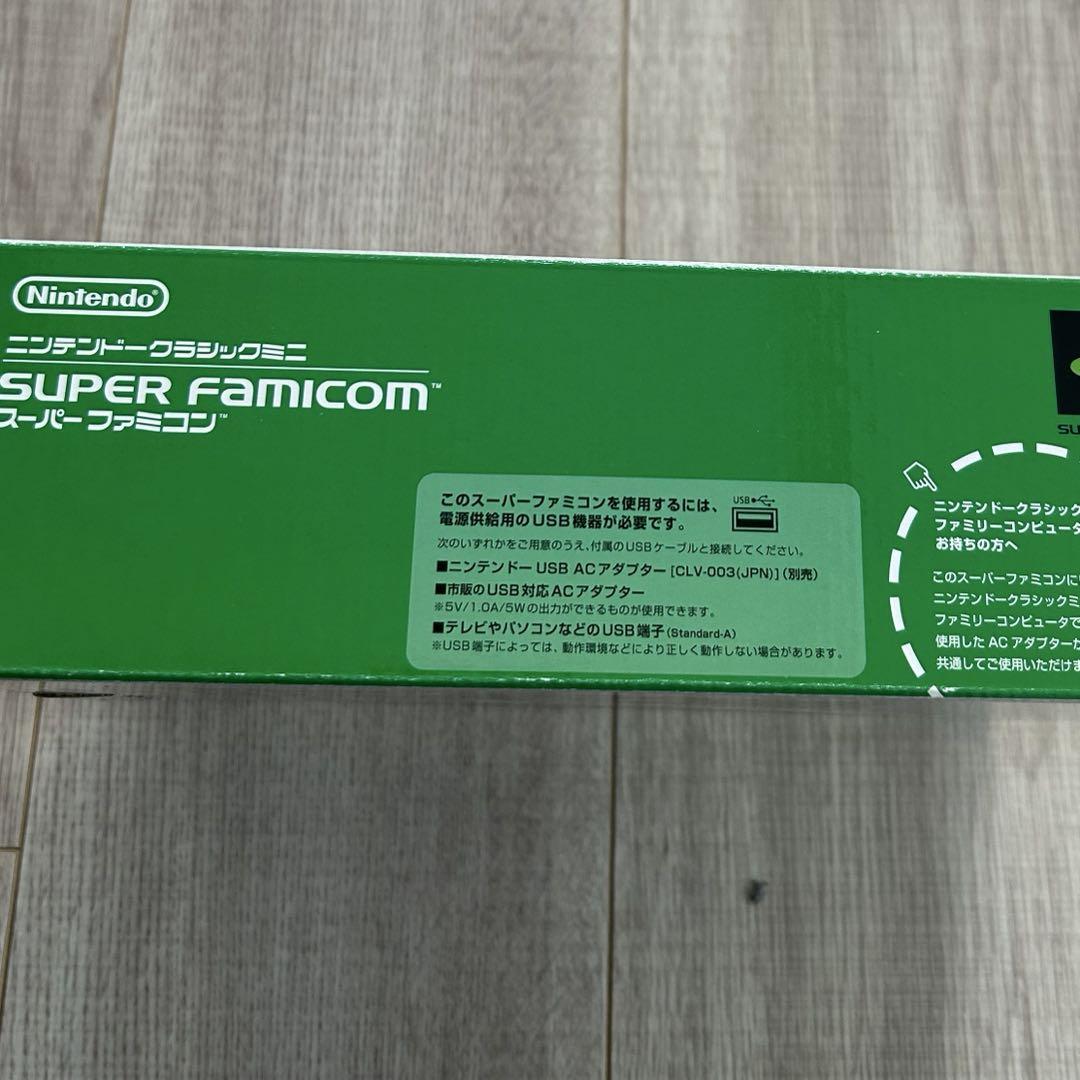 Nintendo®
ニンテンドークラシックミニ
SUPER FAMICOM™
スーパーファミコン™
このスーパーファミコンを使用するには、
電源供給用のUSB機器が必要です。
USB
次のいずれかをご用意のうえ、付属のUSBケーブルと接続してください。
■ニンテンドーUSB ACアダプター[CLV-003(JPN)](別売)
■市販のUSB対応ACアダプター
※5V/1.0A/5Wの出力ができるものが使用できます。
■テレビやパソコンなどのUSB端子(Standard-A)
※USB端子によっては、動作環境などにより正しく動作しない場合があります。
SU
ニンテンドークラシック
ファミリーコンピュータ
お持ちの方へ
このスーパーファミコンに
ニンテンドークラシックミ
ファミリーコンピュータで
使用したACアダプターが
共通してご使用いただけま